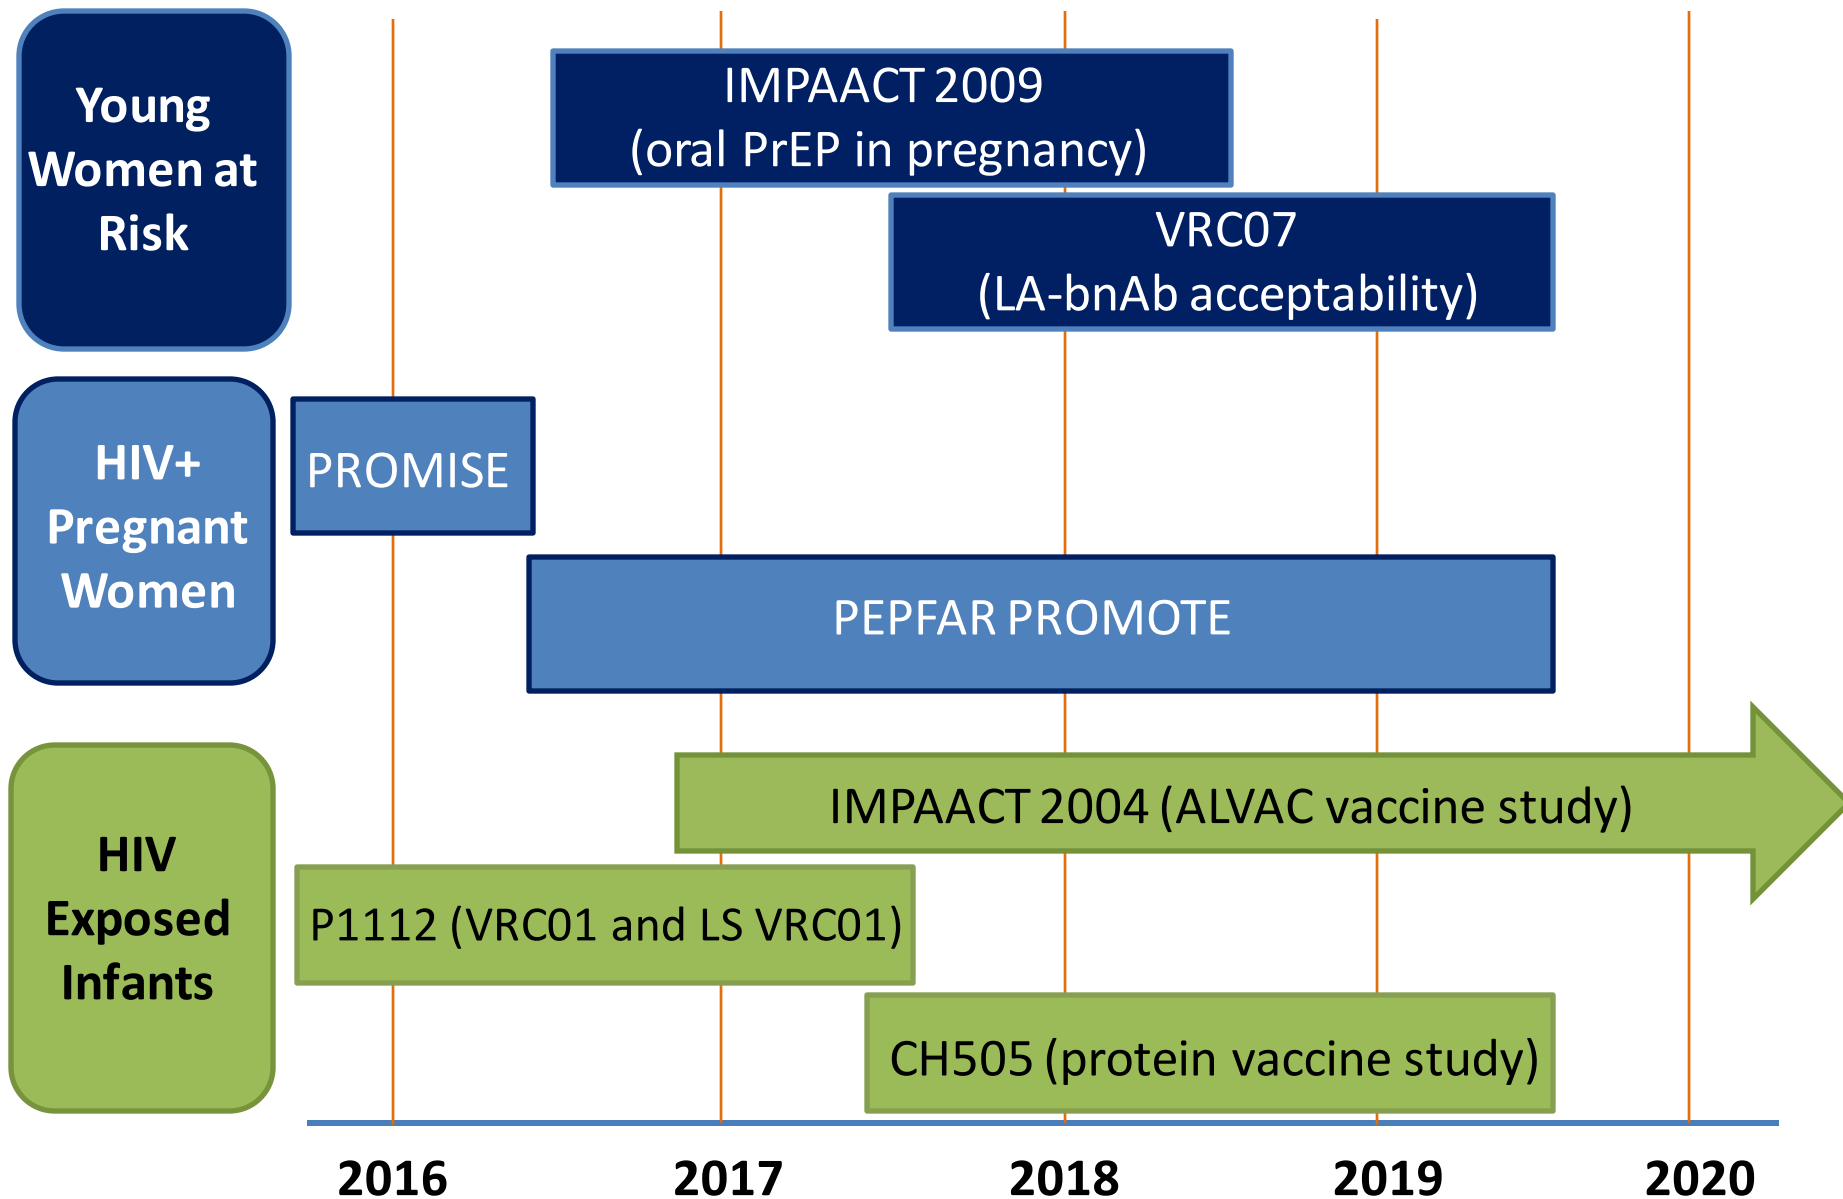 Young
Women at
Risk
IMPAACT 2009
(oral PrEP in pregnancy)
VRC07
(LA-bnAb acceptability)
HIV+
Pregnant
Women
PROMISE
PEPFAR PROMOTE
HIV
Exposed
Infants
IMPAACT 2004 (ALVAC vaccine study)
P1112 (VRC01 and LS VRC01)
CH505 (protein vaccine study)
2016 2017 2018 2019 2020